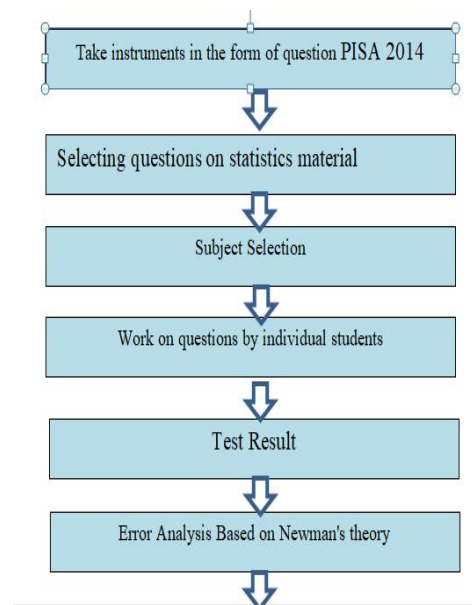 Take instruments in the form of question PISA 2014
Selecting questions on statistics material
Subject Selection
Work on questions by individual students
Test Result
Error Analysis Based on Newman's theory